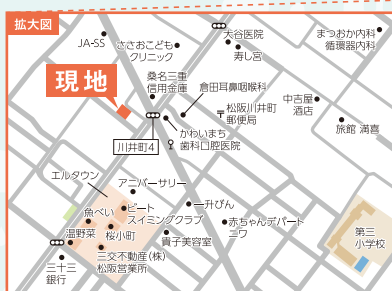 拡大図
JA-SS
ささおこども
クリニック
大谷医院
寿し宮
まつおか内科
循環器内科
現地
桑名三重
信用金庫
倉田耳鼻咽喉科
松阪川井町
郵便局
中吉屋
酒店
旅館 満喜
川井町4
かわいまち
歯科口腔医院
エルタウン
アニバーサリー
一升びん
魚べい
ビート
スイミングクラブ
赤ちゃんデパート
ニワ
温野菜
桜小町
貴子美容室
第三
小学校
三十三
銀行
三交不動産(株)
松阪営業所